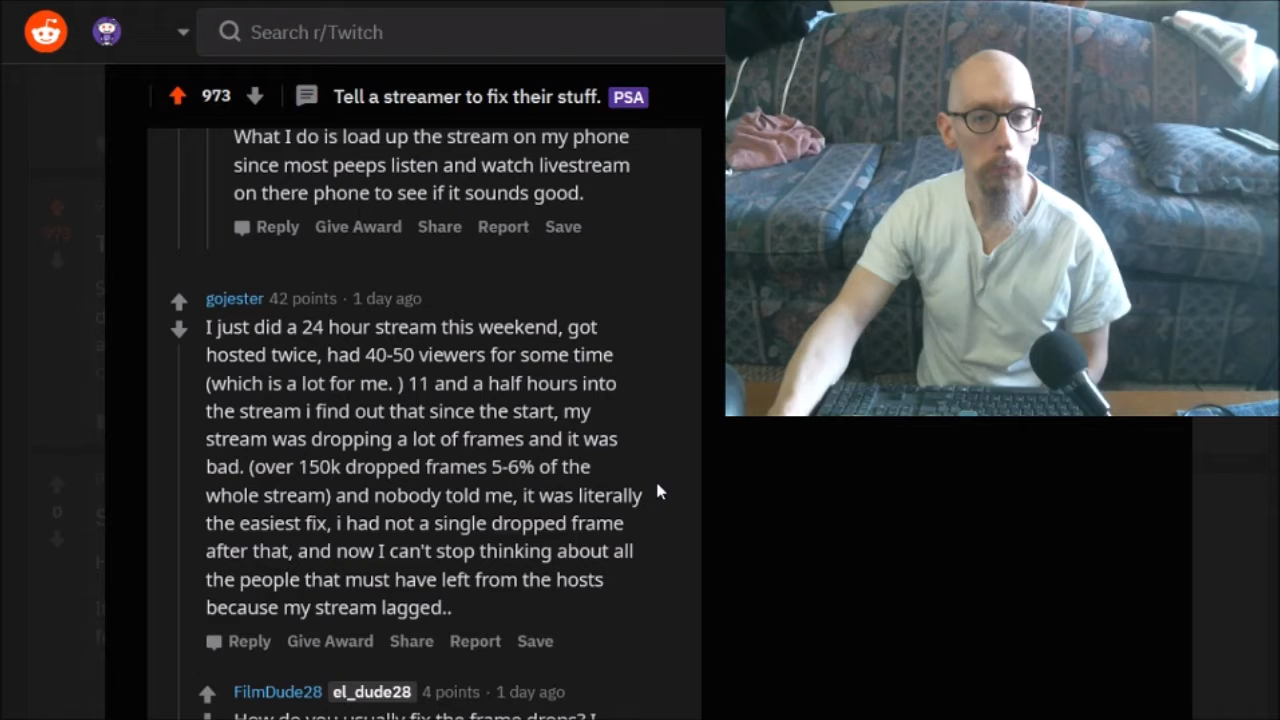 Search r/Twitch
973 Tell a streamer to fix their stuff. PSA
What I do is load up the stream on my phone
since most peeps listen and watch livestream
on there phone to see if it sounds good.
Reply Give Award Share Report Save
gojester 42 points · 1 day ago
I just did a 24 hour stream this weekend, got
hosted twice, had 40-50 viewers for some time
(which is a lot for me. ) 11 and a half hours into
the stream i find out that since the start, my
stream was dropping a lot of frames and it was
bad. (over 150k dropped frames 5-6% of the
whole stream) and nobody told me, it was literally
the easiest fix, i had not a single dropped frame
after that, and now I can't stop thinking about all
the people that must have left from the hosts
because my stream lagged..
Reply Give Award Share Report Save
FilmDude28 el_dude28 4 points · 1 day ago
How do you usually fix the frame drops? I